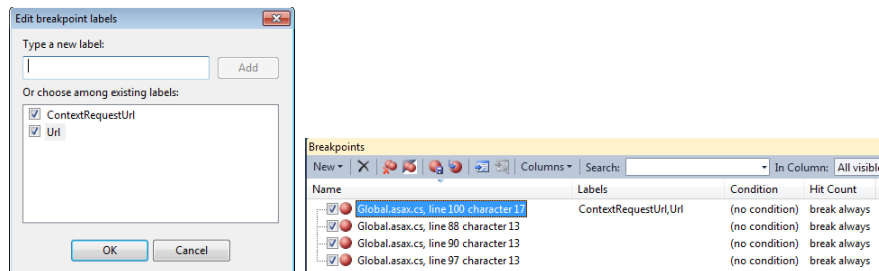 Edit breakpoint labels
Type a new label:
Add
Or choose among existing labels:
ContextRequestUrl
Url
OK Cancel
Breakpoints
New Columns Search: In Column: All visible
Name Labels Condition Hit Count
Global.asax.cs, line 100 character 17 ContextRequestUrl,Url (no condition) break always
Global.asax.cs, line 88 character 13 (no condition) break always
Global.asax.cs, line 90 character 13 (no condition) break always
Global.asax.cs, line 97 character 13 (no condition) break always